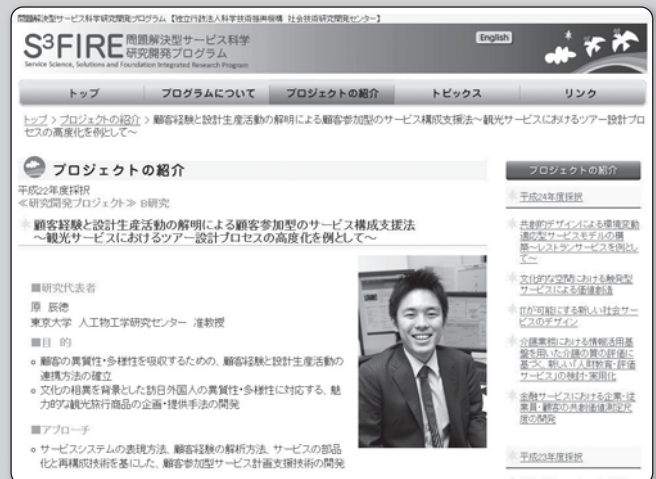 問題解決型サービス科学研究開発プログラム 【独立行政法人科学技術振興機構 社会技術研究開発センター】
S³FIRE 問題解決型サービス科学
研究開発プログラム
Service Science, Solutions and Foundation Integrated Research Program
English
トップ プログラムについて プロジェクトの紹介 トピックス リンク
トップ > プロジェクトの紹介 > 顧客経験と設計生産活動の解明による顧客参加型のサービス構成支援法~観光サービスにおけるツアー設計プロ
セスの高度化を例として~
プロジェクトの紹介
平成22年度採択
≪研究開発プロジェクト≫ B研究
顧客経験と設計生産活動の解明による顧客参加型のサービス構成支援法
~観光サービスにおけるツアー設計プロセスの高度化を例として~
■研究代表者
原 辰徳
東京大学 人工物工学研究センター 准教授
■目 的
顧客の異質性・多様性を吸収するための、顧客経験と設計生産活動の
連携方法の確立
文化の相異を背景とした訪日外国人の異質性・多様性に対応する、魅
力的な観光旅行商品の企画・提供手法の開発
■アプローチ
サービスシステムの表現方法、顧客経験の解析方法、サービスの部品
化と再構成技術を基にした、顧客参加型サービス計画支援技術の開発
プロジェクトの紹介
平成24年度採択
共創的デザインによる環境変動
適応型サービスモデルの構
築~レストランサービスを例とし
て~
文化的な空間における触発型
サービスによる価値創造
ITが可能にする新しい社会サー
ビスのデザイン
介護業務における情報活用基
盤を用いた介護の質の評価に
基づく、新しい「人財教育・評価
サービス」の検討・実用化
金融サービスにおける企業・従
業員・顧客の共創価値測定尺
度の開発
平成23年度採択